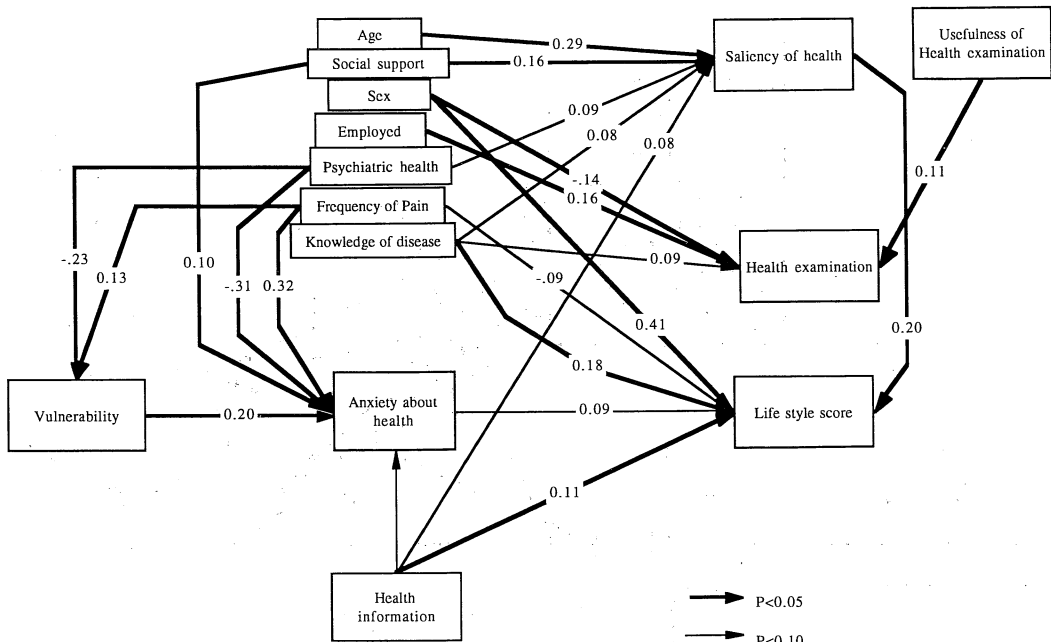 Age
Social support
Sex
Employed
Psychiatric health
Frequency of Pain
Knowledge of disease
Saliency of health
Usefulness of
Health examination
0.29
0.16
0.09
0.08
0.08
-.14
0.16
0.11
Health examination
0.09
-.23
0.13
0.10
-.31
0.32
-.09
0.41
0.20
0.18
Vulnerability
0.20
Anxiety about
health
0.09
Life style score
0.11
Health
information
P<0.05
P<0.10